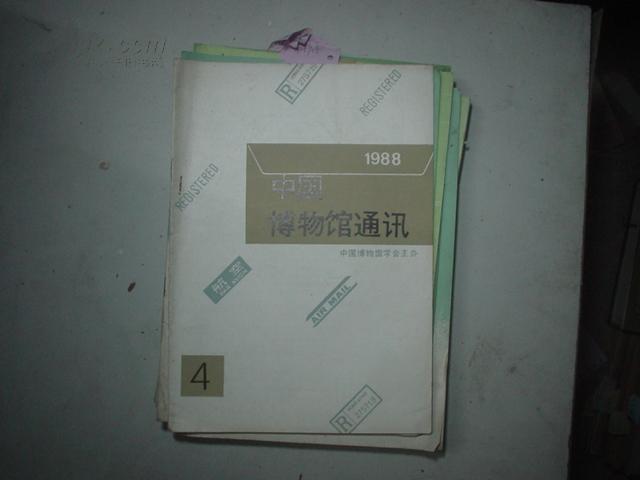 REGISTERED
R
1988
中国
博物馆通讯
中国博物馆学会主办
REGISTERED
航空
AIR MAIL
4
R